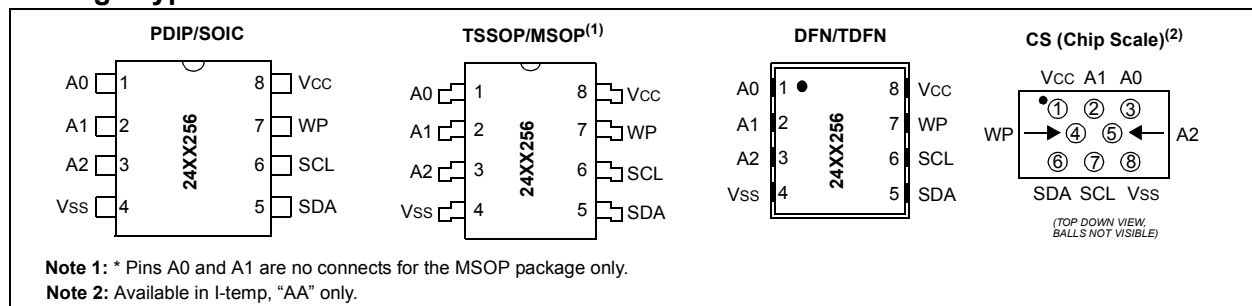 PDIP/SOIC
A0 1 8 VCC
A1 2 7 WP
A2 3 6 SCL
VSS 4 5 SDA
24XX256
TSSOP/MSOP(1)
A0 1 8 VCC
A1 2 7 WP
A2 3 6 SCL
VSS 4 5 SDA
24XX256
DFN/TDFN
A0 1 8 VCC
A1 2 7 WP
A2 3 6 SCL
VSS 4 5 SDA
24XX256
CS (Chip Scale)(2)
VCC A1 A0
1 2 3
WP 4 5 A2
6 7 8
SDA SCL VSS
(TOP DOWN VIEW,
BALLS NOT VISIBLE)
Note 1: * Pins A0 and A1 are no connects for the MSOP package only.
Note 2: Available in I-temp, “AA” only.